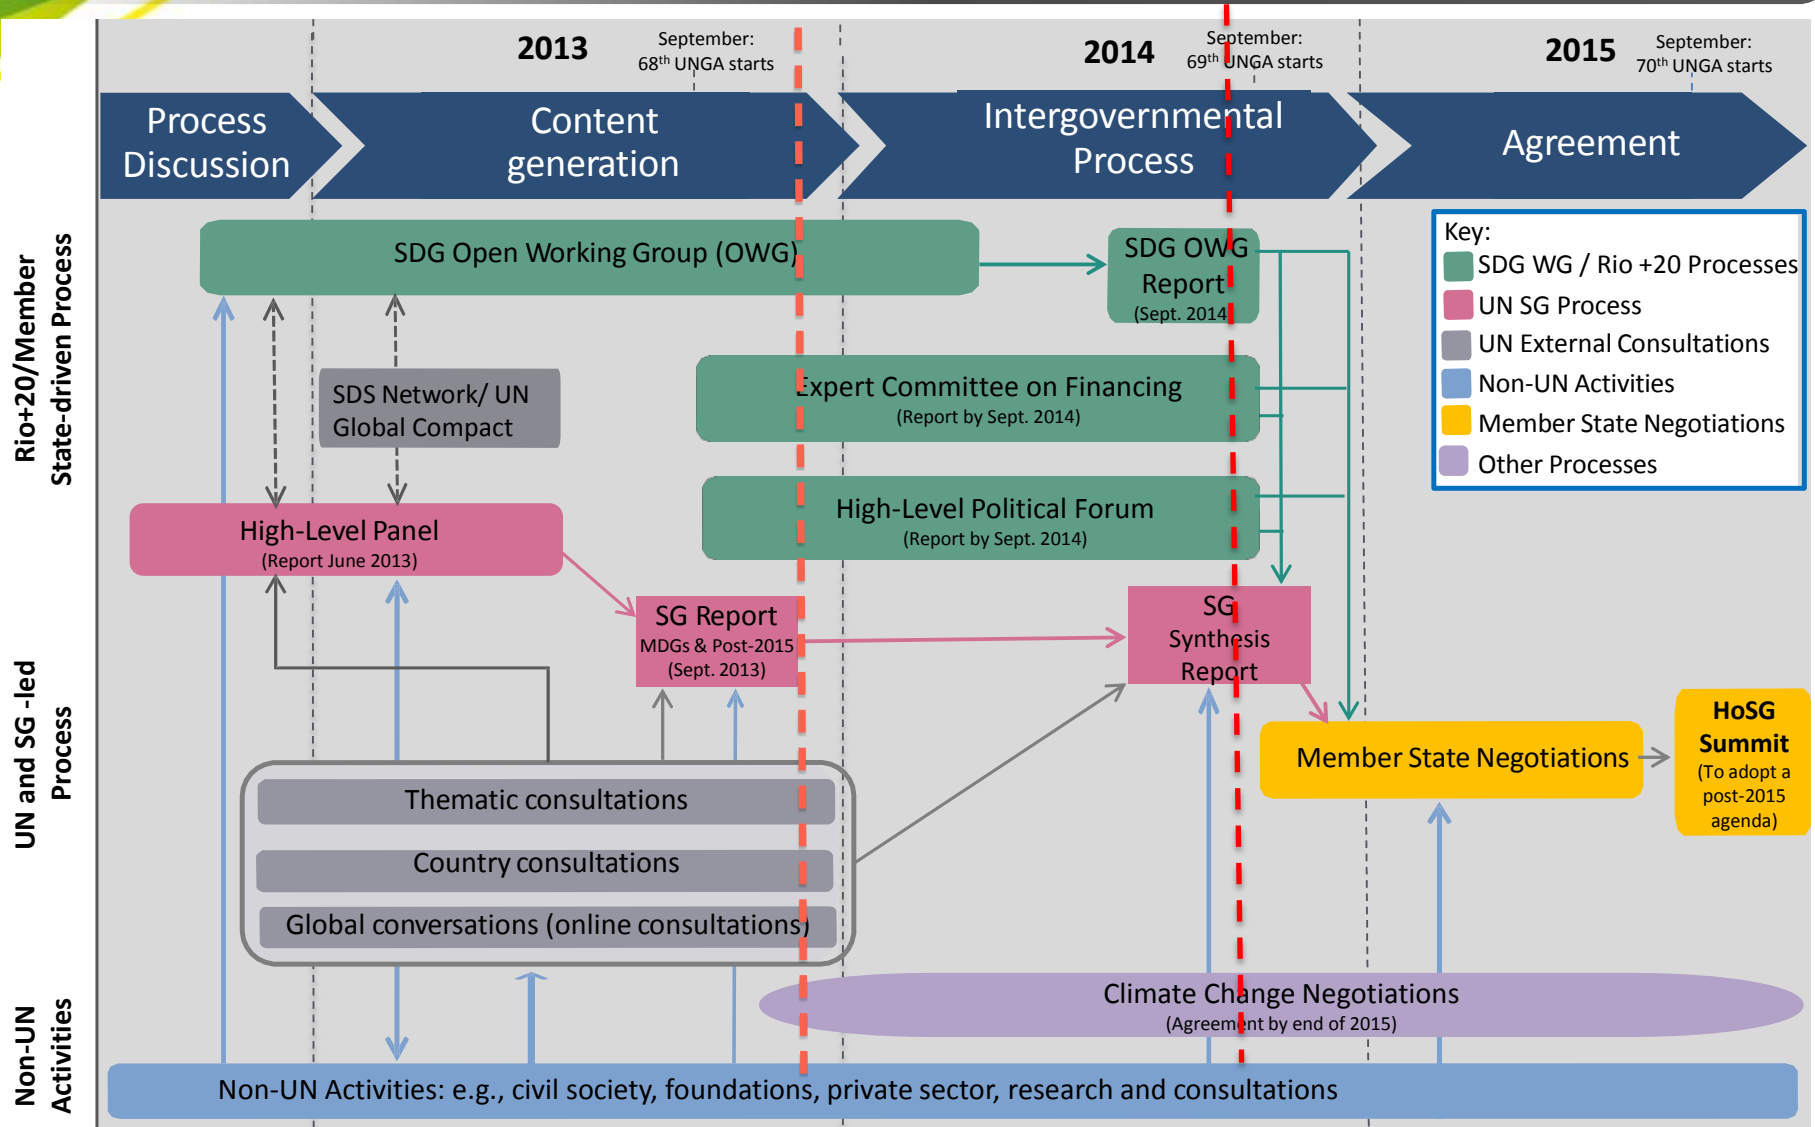 2013
September:
68th UNGA starts
2014
September:
69th UNGA starts
2015
September:
70th UNGA starts
Process
Discussion
Content
generation
Intergovernmental
Process
Agreement
Rio+20/Member
State-driven Process
SDG Open Working Group (OWG)
SDG OWG
Report
(Sept. 2014
Key:
SDG WG / Rio +20 Processes
UN SG Process
UN External Consultations
Non-UN Activities
Member State Negotiations
Other Processes
SDS Network/ UN
Global Compact
Expert Committee on Financing
(Report by Sept. 2014)
High-Level Political Forum
(Report by Sept. 2014)
High-Level Panel
(Report June 2013)
UN and SG -led
Process
SG Report
MDGs & Post-2015
(Sept. 2013)
SG
Synthesis
Report
Member State Negotiations
HoSG
Summit
(To adopt a
post-2015
agenda)
Thematic consultations
Country consultations
Global conversations (online consultations)
Non-UN
Activities
Climate Change Negotiations
(Agreement by end of 2015)
Non-UN Activities: e.g., civil society, foundations, private sector, research and consultations